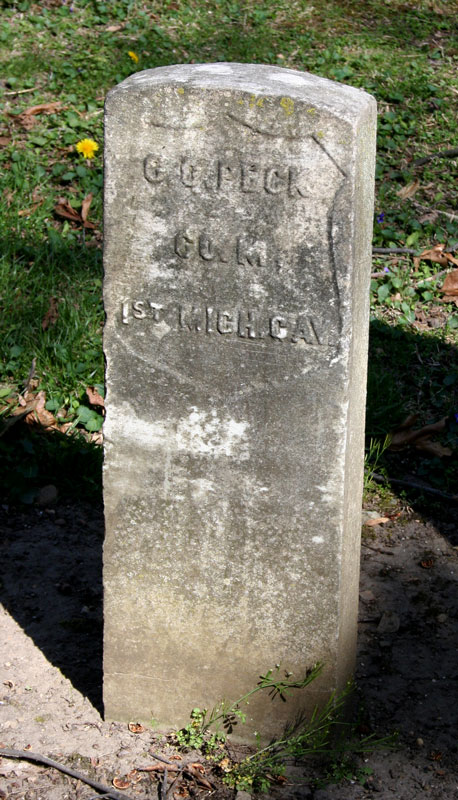 C.C. PECK
CO. M.
1ST MICH. CAV.